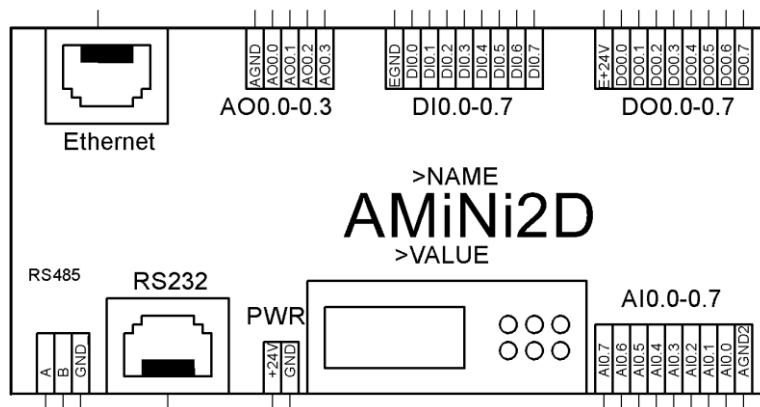 AGND AO0.0 AO0.1 AO0.2 AO0.3
EGND DI0.0 DI0.1 DI0.2 DI0.3 DI0.4 DI0.5 DI0.6 DI0.7
E+24V DO0.0 DO0.1 DO0.2 DO0.3 DO0.4 DO0.5 DO0.6 DO0.7
Ethernet
AO0.0-0.3
DI0.0-0.7
DO0.0-0.7
>NAME
AMiNi2D
>VALUE
RS485
RS232
PWR
AI0.0-0.7
A B GND
+24V GND
AI0.7 AI0.6 AI0.5 AI0.4 AI0.3 AI0.2 AI0.1 AI0.0 AGND2